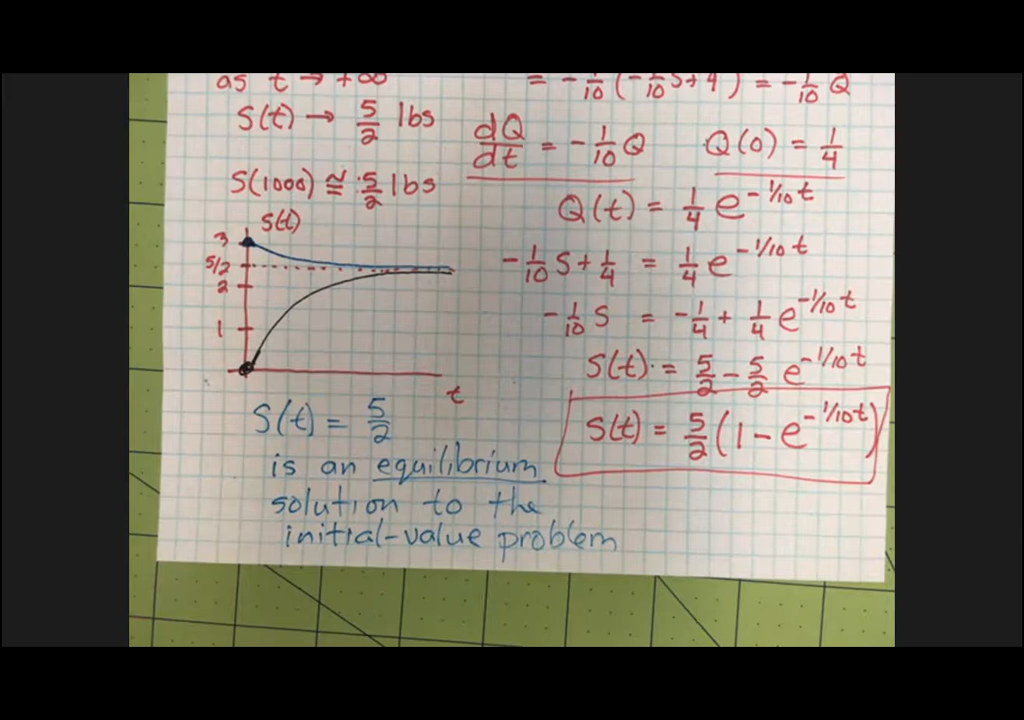 as t → +∞
S(t) → 5/2 lbs
S(1000) ≅ 5/2 lbs
S(t)
3
5/2
2
1
t
S(t) = 5/2
is an equilibrium
solution to the
initial-value problem
= -1/10 (-1/10 S + 1/4) = -1/10 Q
dQ/dt = -1/10 Q Q(0) = 1/4
Q(t) = 1/4 e^{-1/10 t}
-1/10 S + 1/4 = 1/4 e^{-1/10 t}
-1/10 S = -1/4 + 1/4 e^{-1/10 t}
S(t) = 5/2 - 5/2 e^{-1/10 t}
S(t) = 5/2 (1 - e^{-1/10 t})